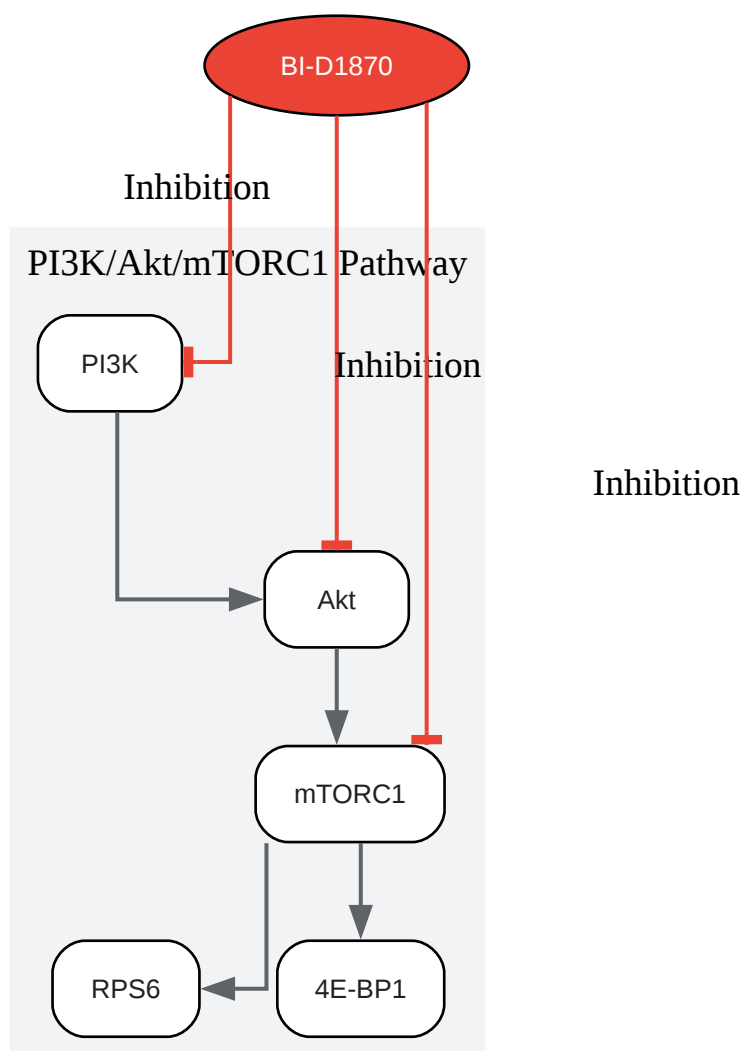 BI-D1870
Inhibition
PI3K/Akt/mTORC1 Pathway
PI3K
Inhibition
Inhibition
Akt
mTORC1
RPS6
4E-BP1